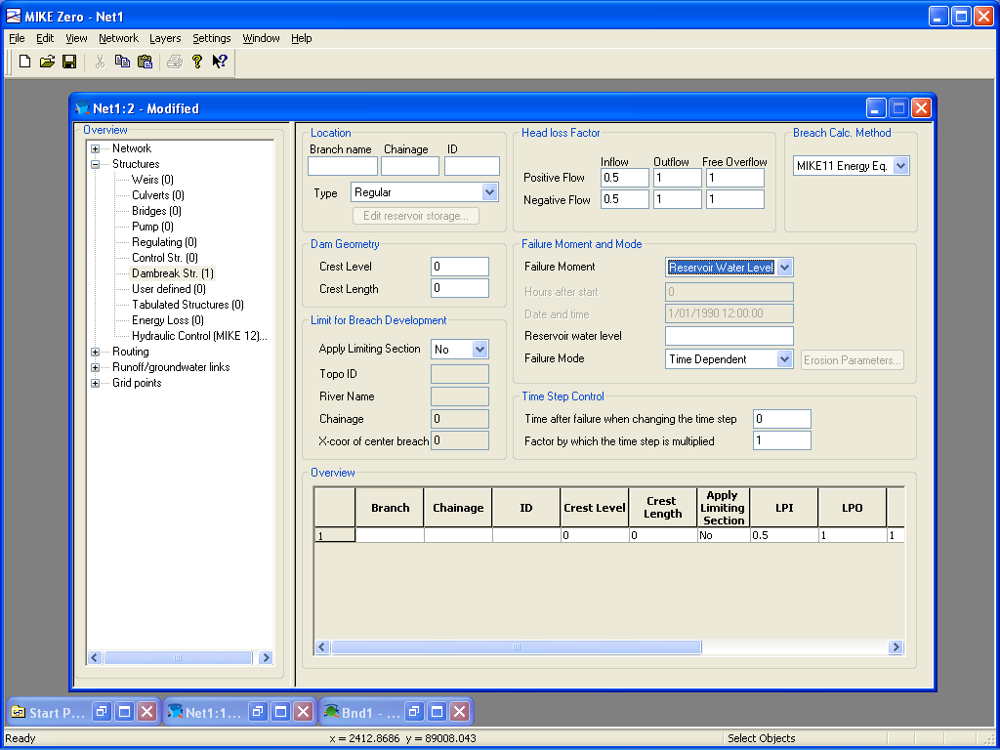 MIKE Zero - Net1
File Edit View Network Layers Settings Window Help
Net1:2 - Modified
Overview
Network
Structures
Weirs (0)
Culverts (0)
Bridges (0)
Pump (0)
Regulating (0)
Control Str. (0)
Dambreak Str. (1)
User defined (0)
Tabulated Structures (0)
Energy Loss (0)
Hydraulic Control (MIKE 12)...
Routing
Runoff/groundwater links
Grid points
Location
Branch name Chainage ID
Type Regular
Edit reservoir storage...
Head loss Factor
Inflow Outflow Free Overflow
Positive Flow 0.5 1 1
Negative Flow 0.5 1 1
Breach Calc. Method
MIKE11 Energy Eq.
Dam Geometry
Crest Level 0
Crest Length 0
Limit for Breach Development
Apply Limiting Section No
Topo ID
River Name
Chainage 0
X-coor of center breach 0
Failure Moment and Mode
Failure Moment Reservoir Water Level
Hours after start 0
Date and time 1/01/1990 12:00:00
Reservoir water level
Failure Mode Time Dependent Erosion Parameters...
Time Step Control
Time after failure when changing the time step 0
Factor by which the time step is multiplied 1
Overview
Branch Chainage ID Crest Level Crest Length Apply Limiting Section LPI LPO
1 0 0 No 0.5 1 1
Start P... Net1:1... Bnd1 - ...
Ready x = 2412.8686 y = 89008.043 Select Objects